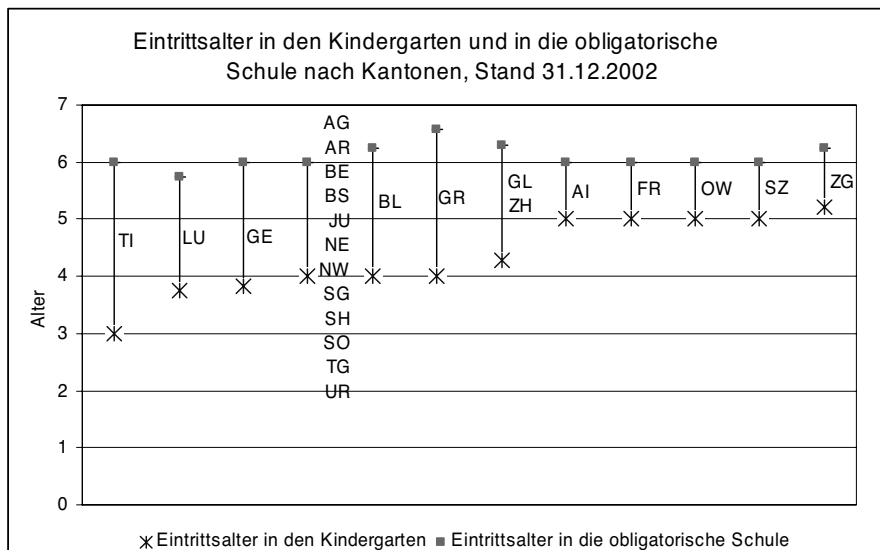 Eintrittsalter in den Kindergarten und in die obligatorische
Schule nach Kantonen, Stand 31.12.2002
Alter
7
6
5
4
3
2
1
0
TI
LU
GE
AG
AR
BE
BS
JU
NE
NW
SG
SH
SO
TG
UR
BL
GR
GL
ZH
AI
FR
OW
SZ
ZG
Eintrittsalter in den Kindergarten Eintrittsalter in die obligatorische Schule